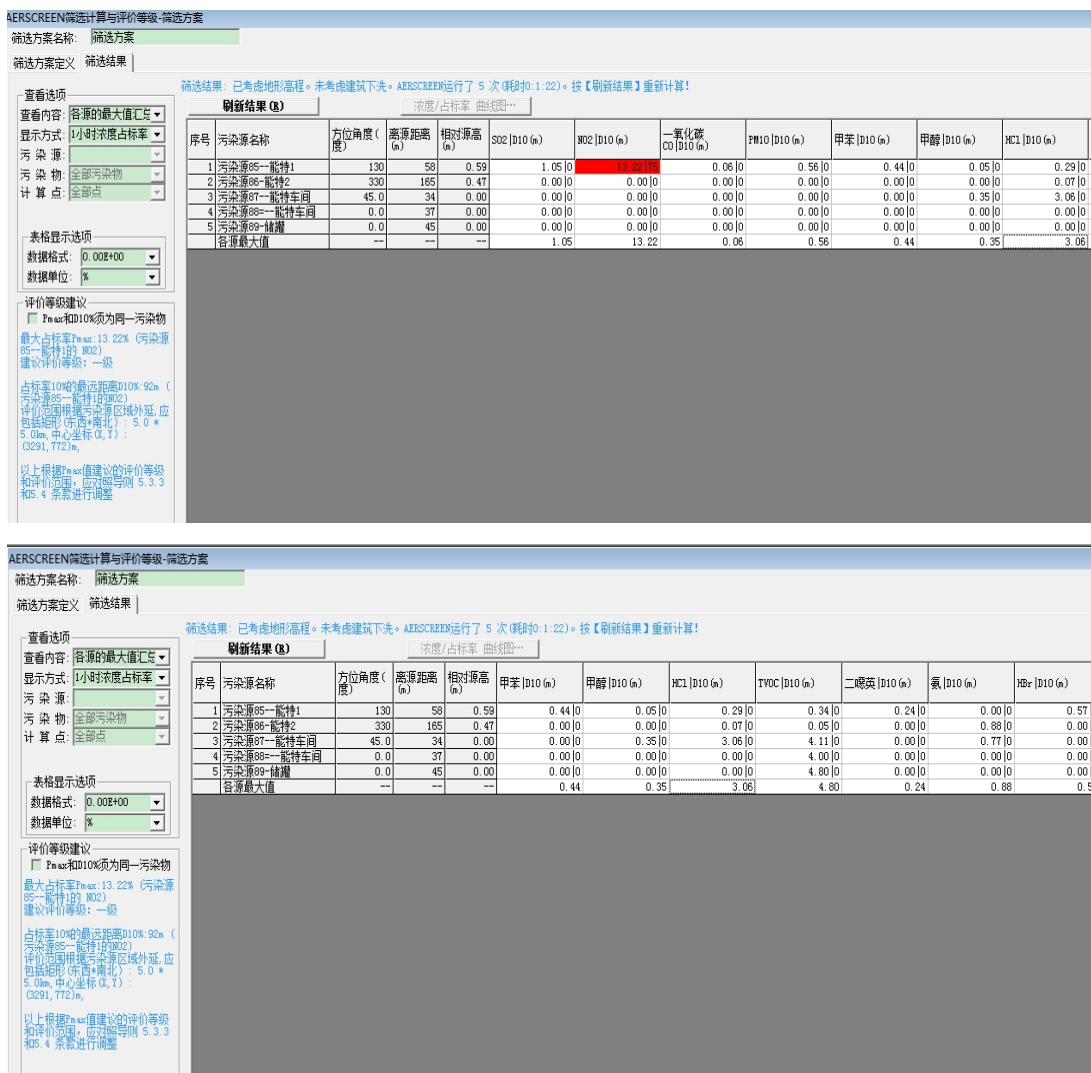 AERSCREEN筛选计算与评价等级-筛选方案
筛选方案名称: 筛选方案
筛选方案定义 筛选结果
筛选结果: 已考虑地形高程。未考虑建筑下洗。AERSCREEN运行了 5 次(耗时0:1:22)。按【刷新结果】重新计算!
查看选项
查看内容: 各源的最大值汇总
显示方式: 1小时浓度占标率
污 染 源:
污 染 物: 全部污染物
计 算 点: 全部点
表格显示选项
数据格式: 0.00E+00
数据单位: %
评价等级建议
Pmax和D10%须为同一污染物
最大占标率Pmax:13.22% (污染源
85--能特1的 NO2)
建议评价等级: 一级
占标率10%的最远距离D10%:92m (
污染源85--能特1的NO2)
评价范围根据污染源区域外延,应
包括矩形(东西*南北): 5.0 *
5.0km,中心坐标(X,Y):
(3291,772)m,
以上根据Pmax值建议的评价等级
和评价范围,应对照导则 5.3.3
和5.4 条款进行调整
刷新结果(R) 浓度/占标率 曲线图…
序号 污染源名称 方位角度(度) 离源距离(m) 相对源高(m) SO2|D10(m) NO2|D10(m) 一氧化碳CO|D10(m) PM10|D10(m) 甲苯|D10(m) 甲醇|D10(m) HCl|D10(m)
1 污染源85--能特1 130 58 0.59 1.05|0 13.22|75 0.06|0 0.56|0 0.44|0 0.05|0 0.29|0
2 污染源86-能特2 330 165 0.47 0.00|0 0.00|0 0.00|0 0.00|0 0.00|0 0.00|0 0.07|0
3 污染源87--能特车间 45.0 34 0.00 0.00|0 0.00|0 0.00|0 0.00|0 0.00|0 0.35|0 3.06|0
4 污染源88=--能特车间 0.0 37 0.00 0.00|0 0.00|0 0.00|0 0.00|0 0.00|0 0.00|0 0.00|0
5 污染源89-储罐 0.0 45 0.00 0.00|0 0.00|0 0.00|0 0.00|0 0.00|0 0.00|0 0.00|0
各源最大值 -- -- -- 1.05 13.22 0.06 0.56 0.44 0.35 3.06
AERSCREEN筛选计算与评价等级-筛选方案
筛选方案名称: 筛选方案
筛选方案定义 筛选结果
筛选结果: 已考虑地形高程。未考虑建筑下洗。AERSCREEN运行了 5 次(耗时0:1:22)。按【刷新结果】重新计算!
查看选项
查看内容: 各源的最大值汇总
显示方式: 1小时浓度占标率
污 染 源:
污 染 物: 全部污染物
计 算 点: 全部点
表格显示选项
数据格式: 0.00E+00
数据单位: %
评价等级建议
Pmax和D10%须为同一污染物
最大占标率Pmax:13.22% (污染源
85--能特1的 NO2)
建议评价等级: 一级
占标率10%的最远距离D10%:92m (
污染源85--能特1的NO2)
评价范围根据污染源区域外延,应
包括矩形(东西*南北): 5.0 *
5.0km,中心坐标(X,Y):
(3291,772)m,
以上根据Pmax值建议的评价等级
和评价范围,应对照导则 5.3.3
和5.4 条款进行调整
刷新结果(R) 浓度/占标率 曲线图…
序号 污染源名称 方位角度(度) 离源距离(m) 相对源高(m) 甲苯|D10(m) 甲醇|D10(m) HCl|D10(m) TVOC|D10(m) 二噁英|D10(m) 氨|D10(m) HBr|D10(m)
1 污染源85--能特1 130 58 0.59 0.44|0 0.05|0 0.29|0 0.34|0 0.24|0 0.00|0 0.57
2 污染源86-能特2 330 165 0.47 0.00|0 0.00|0 0.07|0 0.05|0 0.00|0 0.88|0 0.00
3 污染源87--能特车间 45.0 34 0.00 0.00|0 0.35|0 3.06|0 4.11|0 0.00|0 0.77|0 0.00
4 污染源88=--能特车间 0.0 37 0.00 0.00|0 0.00|0 0.00|0 4.00|0 0.00|0 0.00|0 0.00
5 污染源89-储罐 0.0 45 0.00 0.00|0 0.00|0 0.00|0 4.80|0 0.00|0 0.00|0 0.00
各源最大值 -- -- -- 0.44 0.35 3.06 4.80 0.24 0.88 0.5